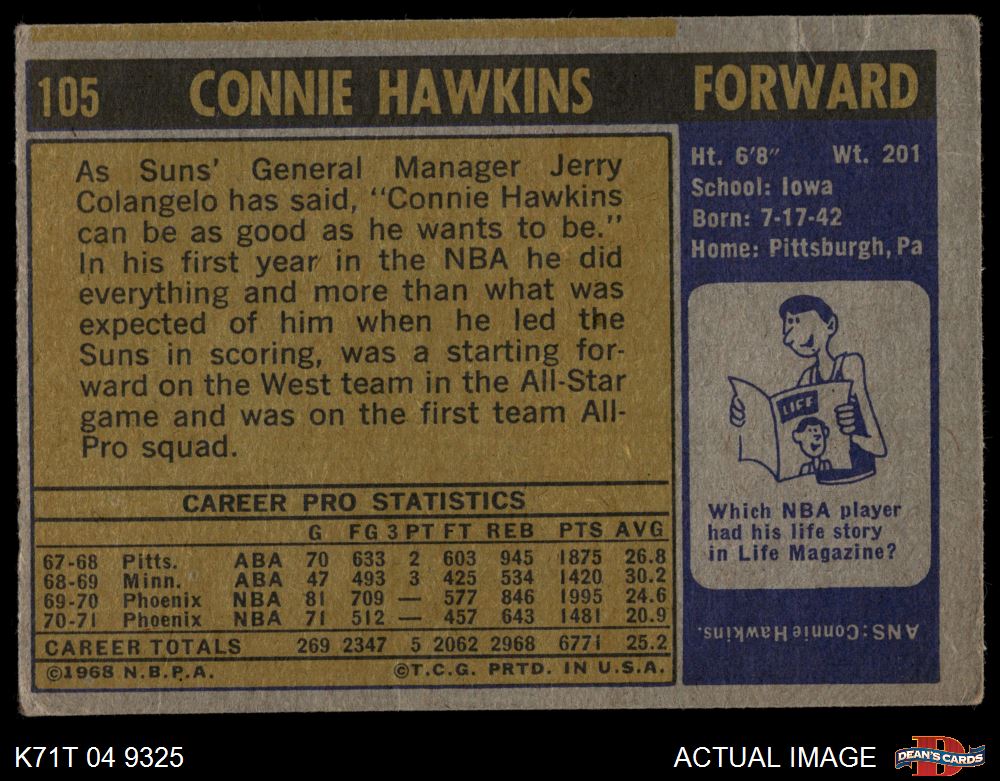 105 CONNIE HAWKINS FORWARD
As Suns' General Manager Jerry
Colangelo has said, "Connie Hawkins
can be as good as he wants to be."
In his first year in the NBA he did
everything and more than what was
expected of him when he led the
Suns in scoring, was a starting for-
ward on the West team in the All-Star
game and was on the first team All-
Pro squad.
CAREER PRO STATISTICS
G FG 3 PT FT REB PTS AVG
67-68 Pitts. ABA 70 633 2 603 945 1875 26.8
68-69 Minn. ABA 47 493 3 425 534 1420 30.2
69-70 Phoenix NBA 81 709 — 577 846 1995 24.6
70-71 Phoenix NBA 71 512 — 457 643 1481 20.9
CAREER TOTALS 269 2347 5 2062 2968 6771 25.2
©1968 N.B.P.A. ©T.C.G. PRTD. IN U.S.A.
Ht. 6'8" Wt. 201
School: Iowa
Born: 7-17-42
Home: Pittsburgh, Pa
LIFE
Which NBA player
had his life story
in Life Magazine?
ANS: Connie Hawkins.
K71T 04 9325 ACTUAL IMAGE
D
DEAN'S CARDS